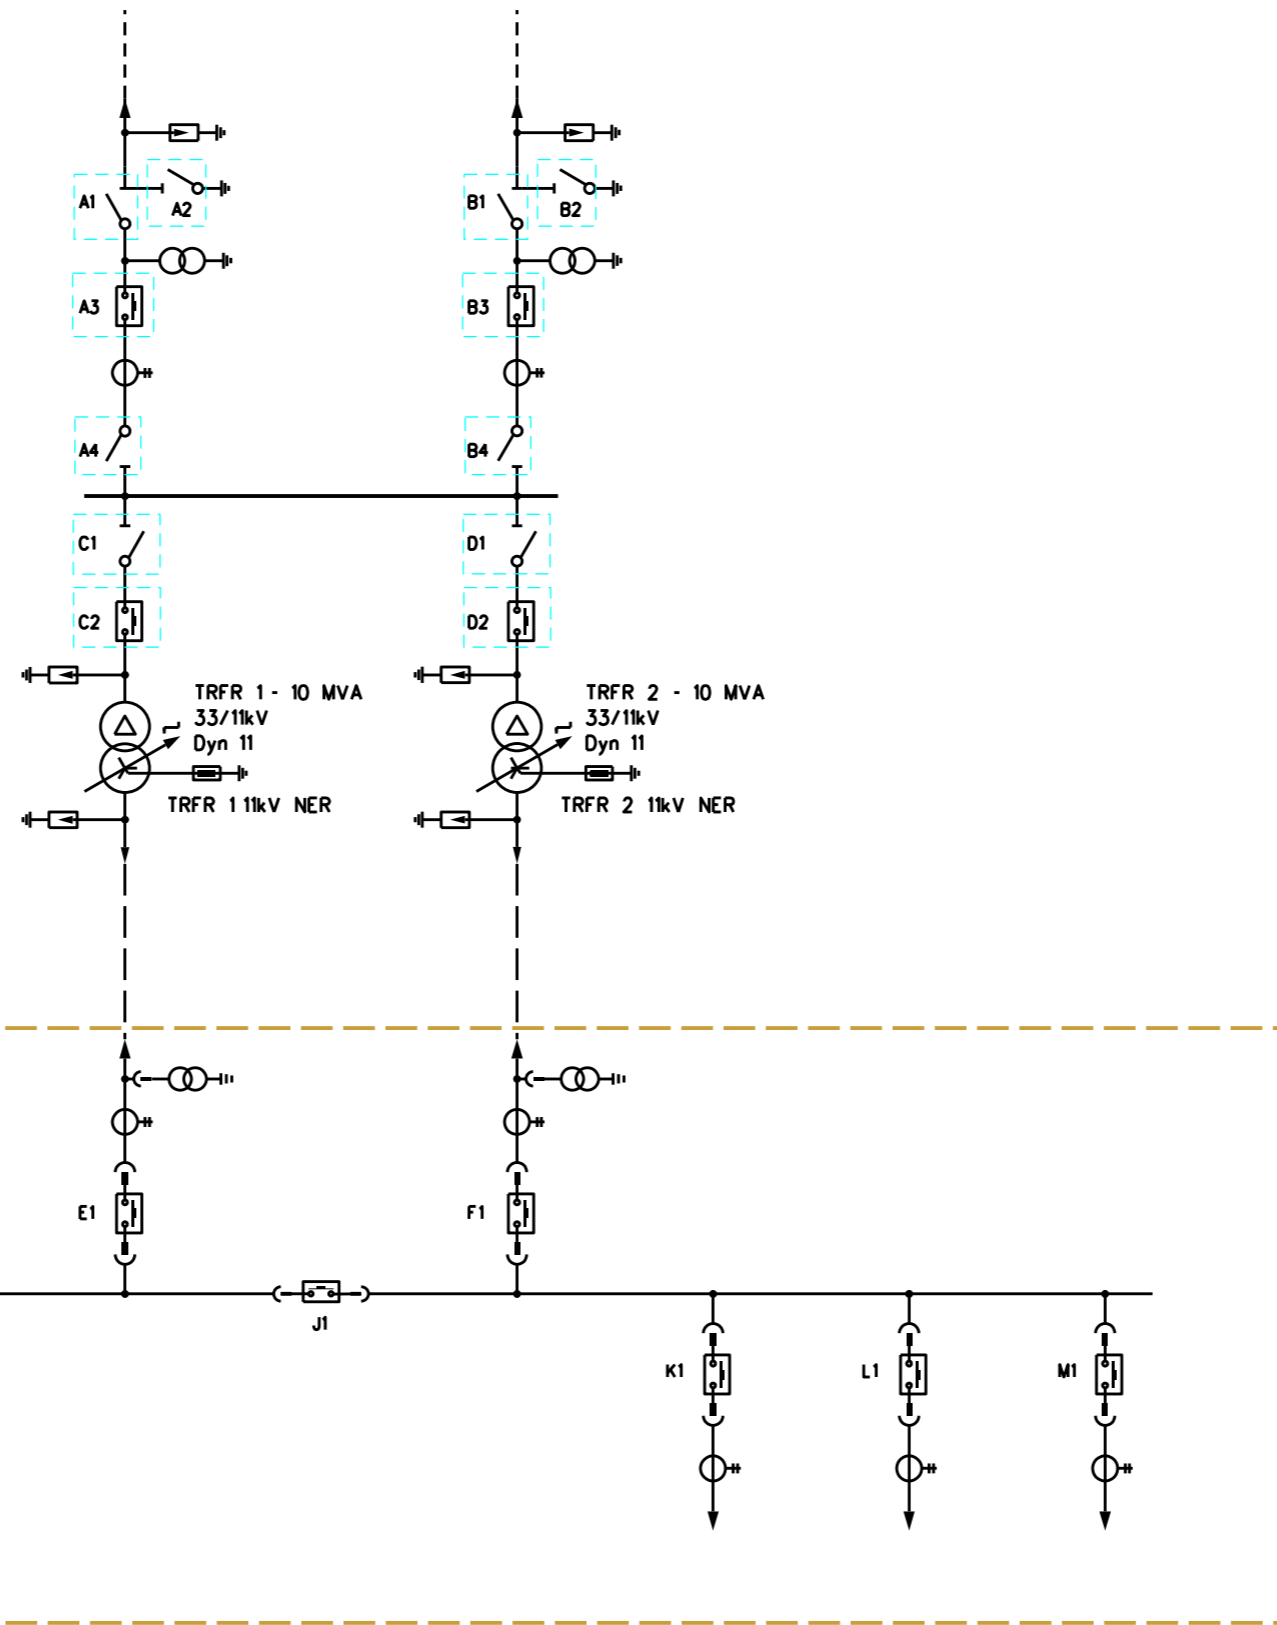 A1
A2
B1
B2
A3
B3
A4
B4
C1
D1
C2
D2
TRFR 1 - 10 MVA
33/11kV
Dyn 11
TRFR 1 11kV NER
TRFR 2 - 10 MVA
33/11kV
Dyn 11
TRFR 2 11kV NER
E1
F1
J1
K1
L1
M1